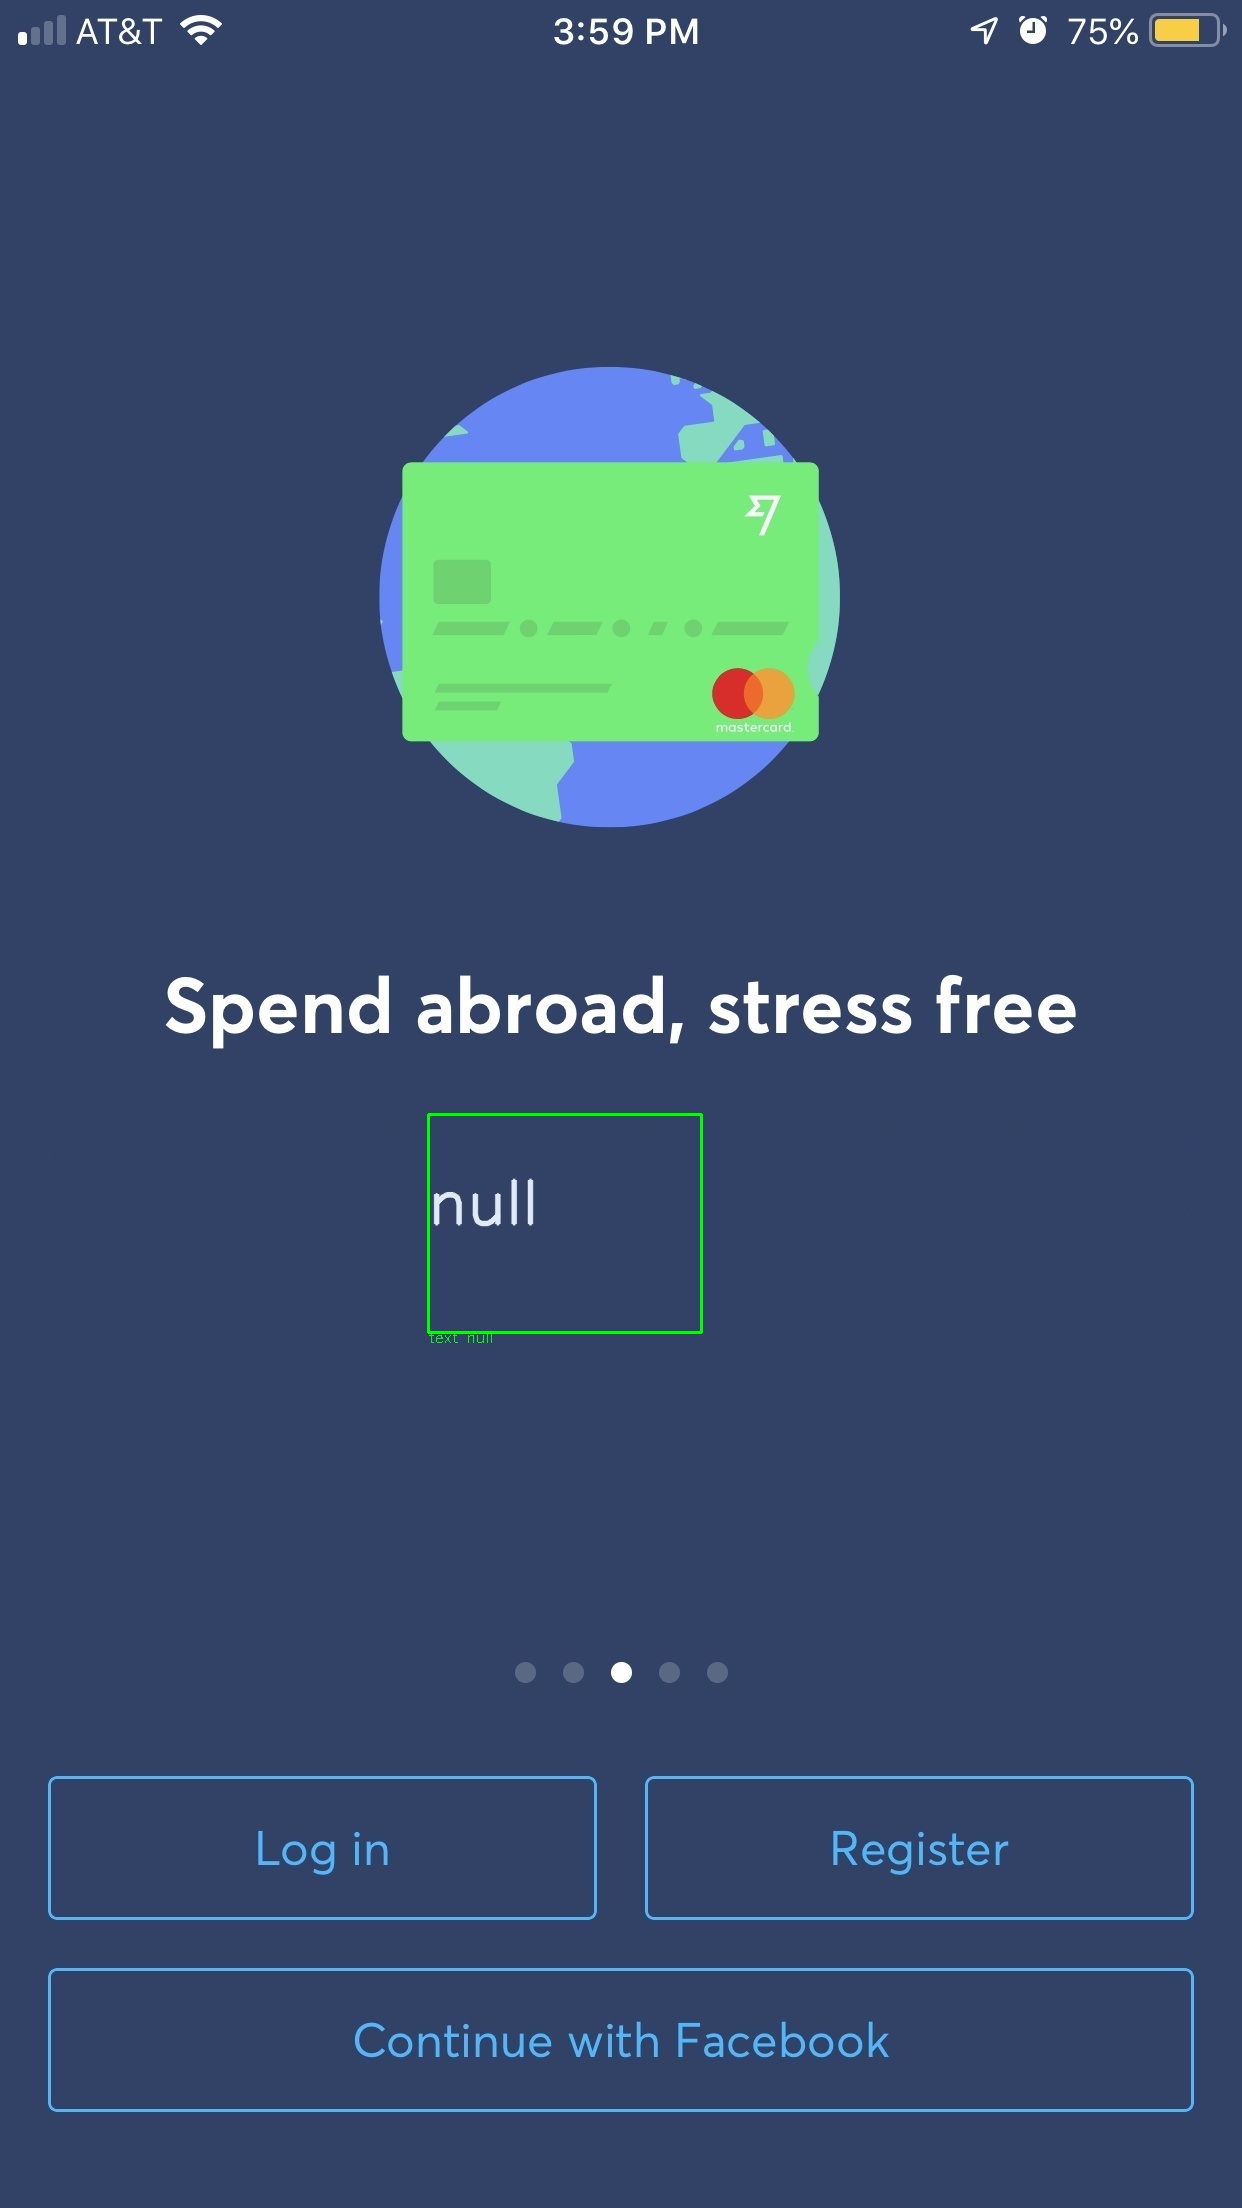 AT&T 3:59 PM 75%
mastercard.
Spend abroad, stress free
null
text null
Log in Register
Continue with Facebook